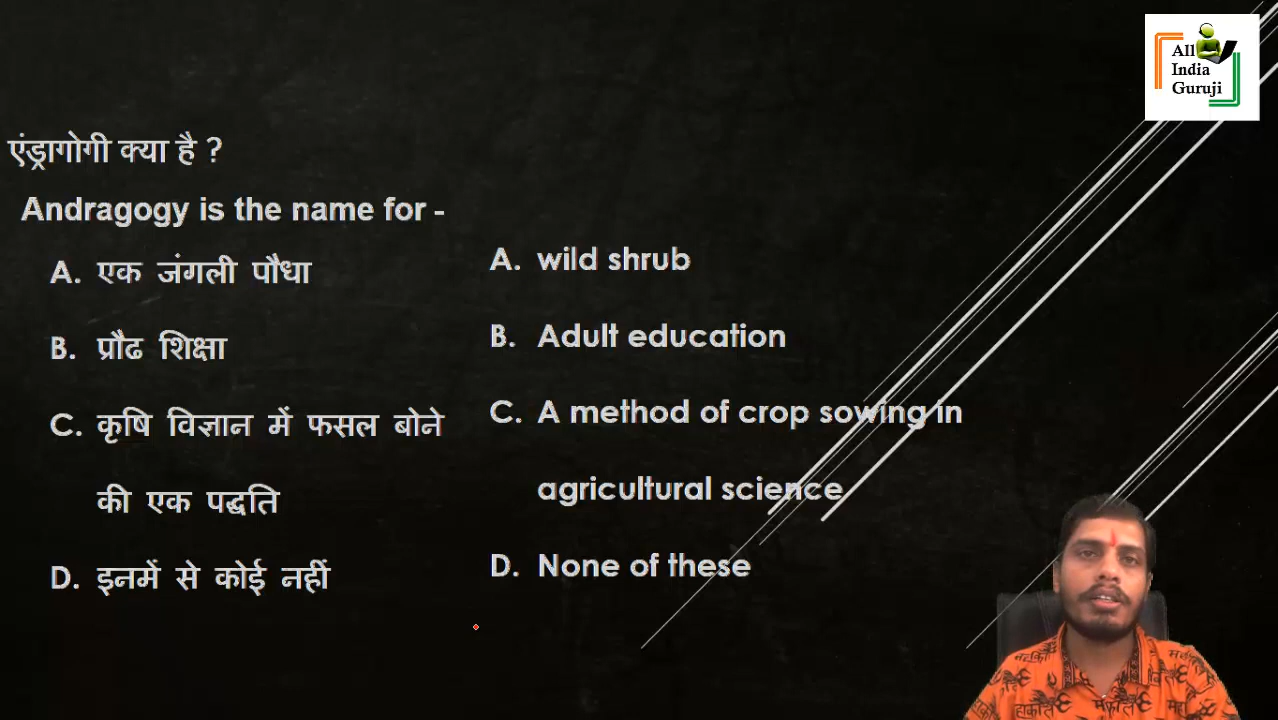 All
India
Guruji
एंड्रागोगी क्या है ?
Andragogy is the name for -
A. एक जंगली पौधा
B. प्रौढ शिक्षा
C. कृषि विज्ञान में फसल बोने
की एक पद्धति
D. इनमें से कोई नहीं
A. wild shrub
B. Adult education
C. A method of crop sowing in
agricultural science
D. None of these